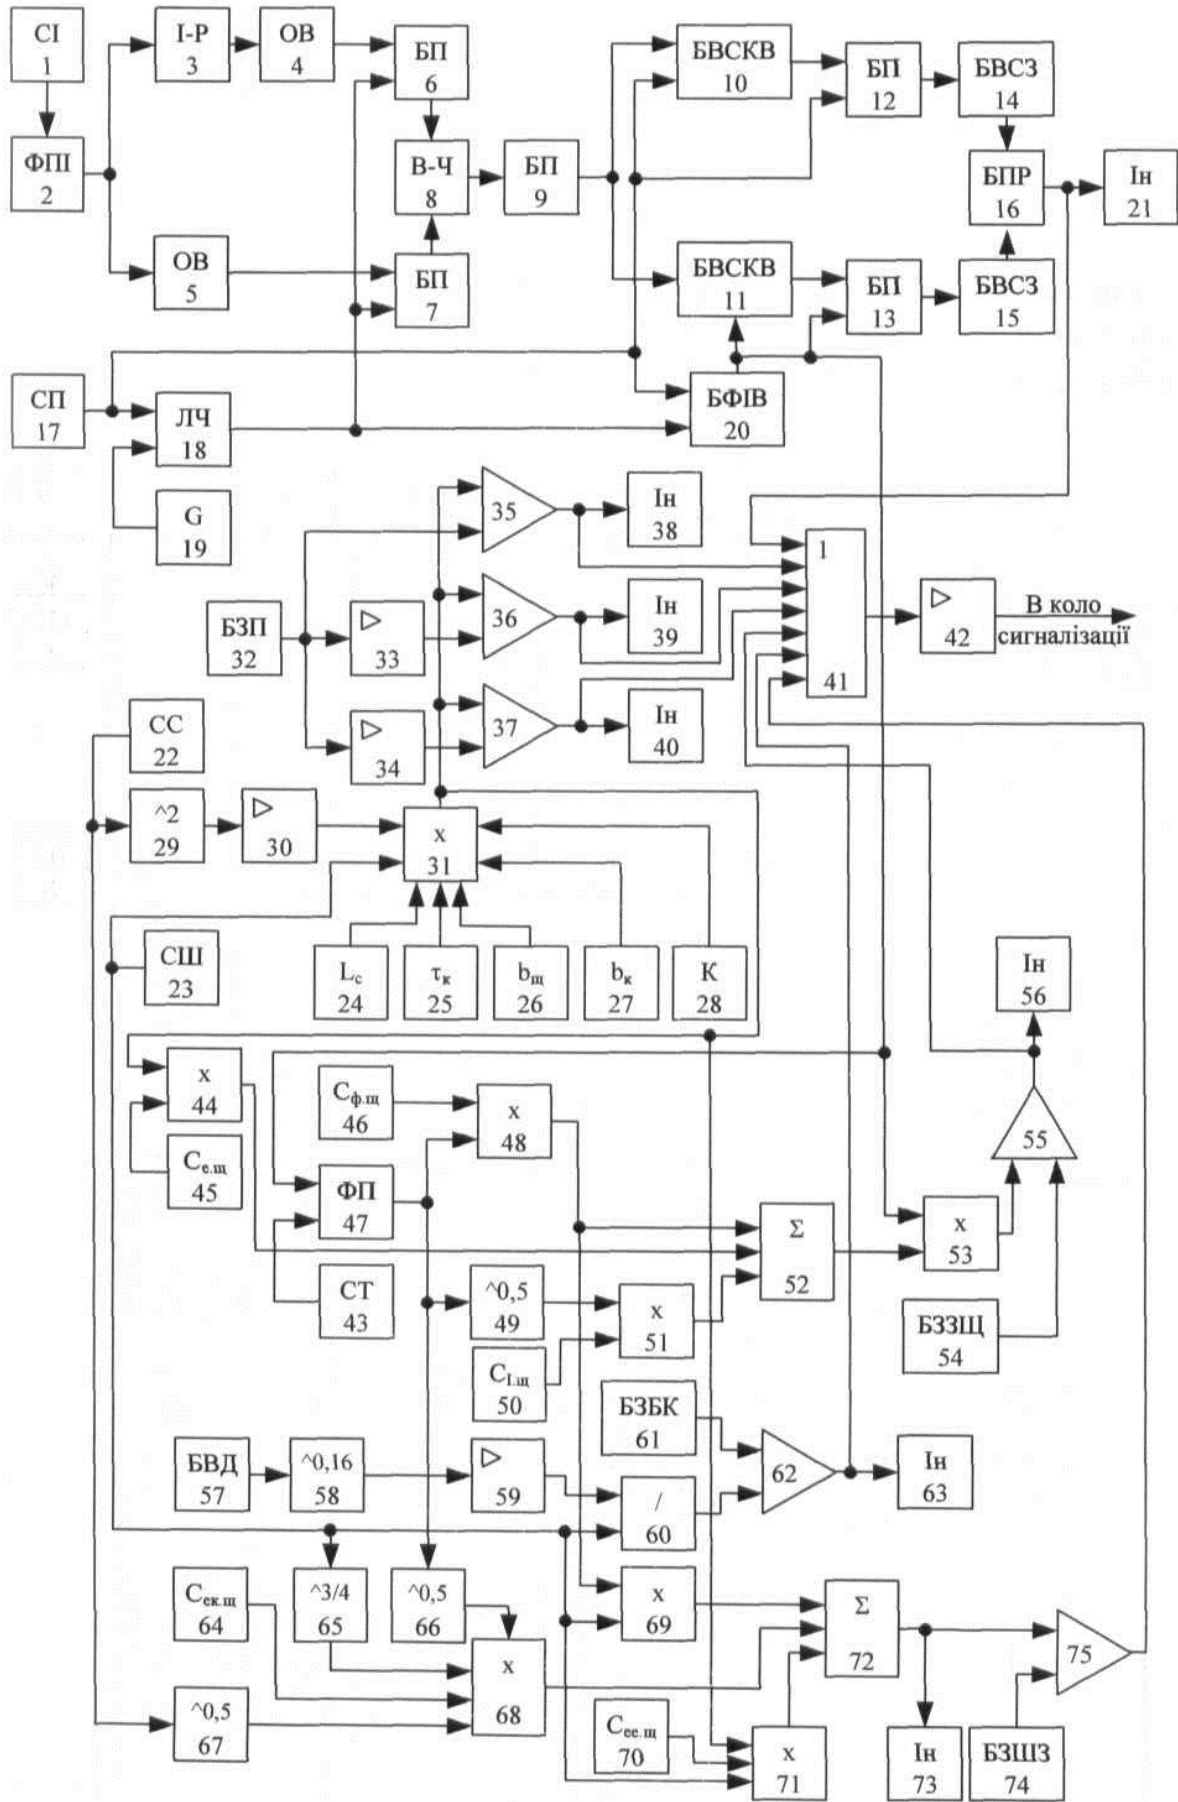 СІ
1
І-Р
3
ОВ
4
БП
6
БВСКВ
10
БП
12
БВСЗ
14
ФПІ
2
В-Ч
8
БП
9
БПР
16
Ін
21
ОВ
5
БП
7
БВСКВ
11
БП
13
БВСЗ
15
СП
17
ЛЧ
18
БФІВ
20
G
19
35
Ін
38
1
41
БЗП
32
33
36
Ін
39
42
В коло
сигналізації
34
37
Ін
40
СС
22
^2
29
30
х
31
СШ
23
Lс
24
τк
25
bщ
26
bк
27
К
28
Ін
56
х
44
Сф.щ
46
х
48
55
Се.щ
45
ФП
47
Σ
52
х
53
СТ
43
^0,5
49
х
51
БЗЗЩ
54
СІ.щ
50
БЗБК
61
БВД
57
^0,16
58
59
/
60
62
Ін
63
Сек.щ
64
^3/4
65
^0,5
66
х
69
Σ
72
75
^0,5
67
х
68
Сее.щ
70
х
71
Ін
73
БЗШЗ
74